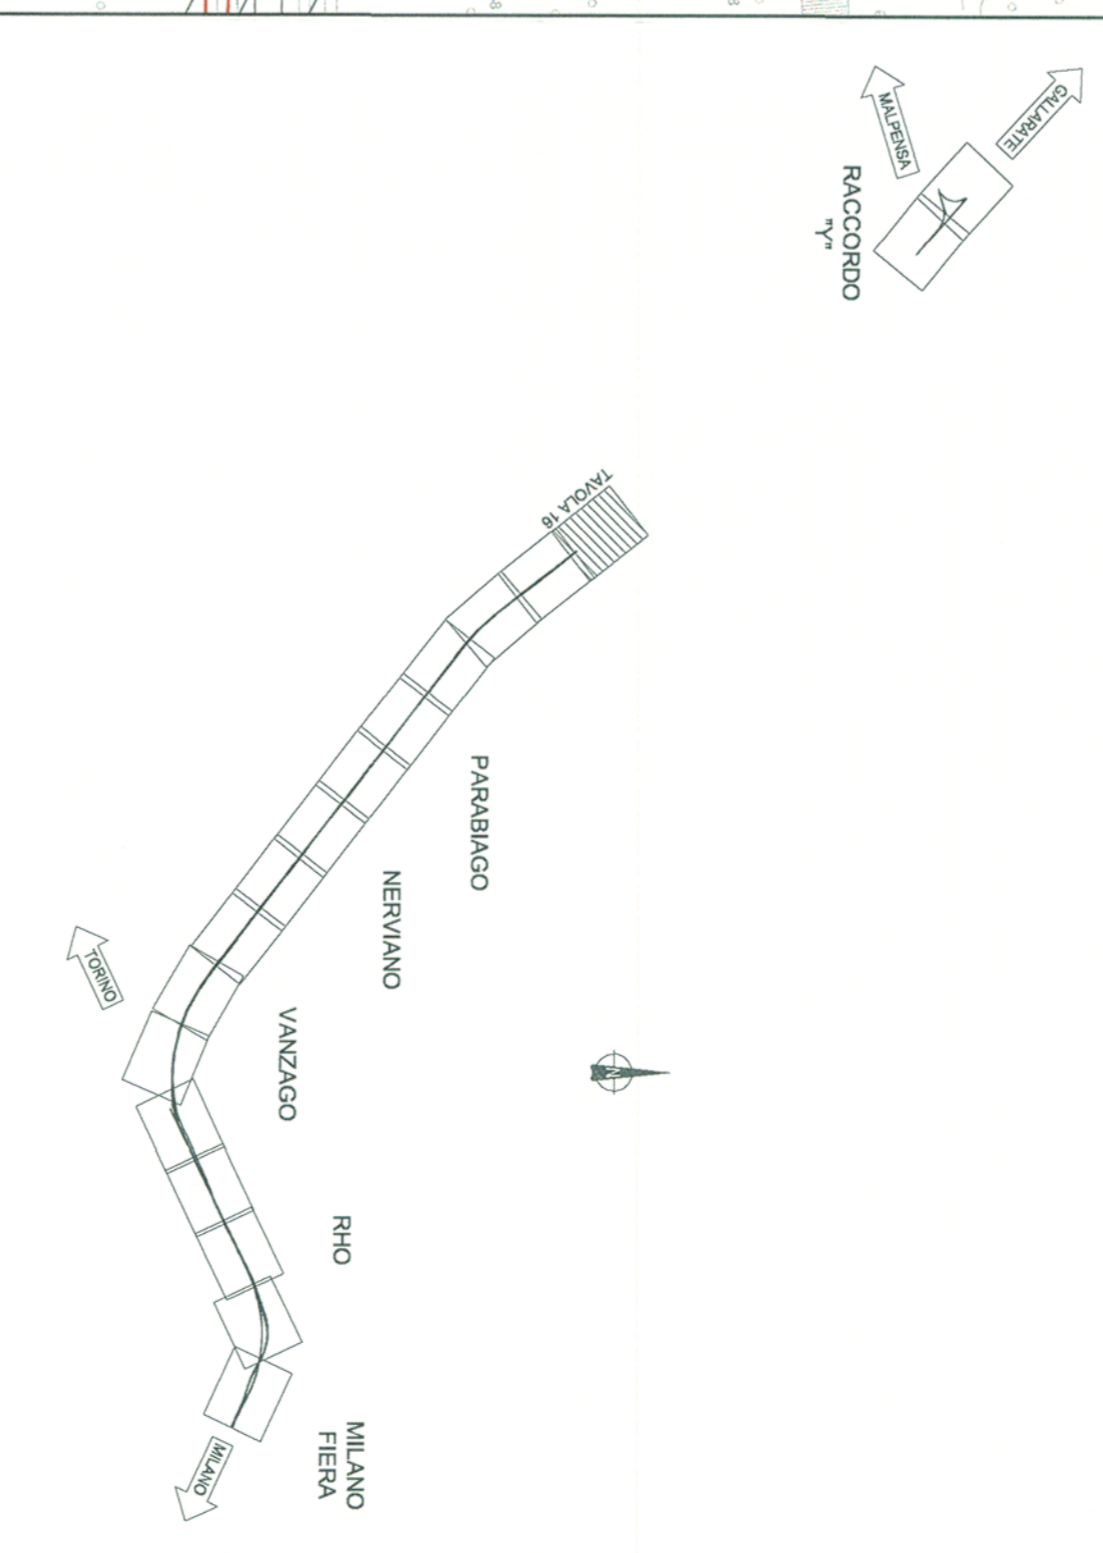 GALLARATE
MALPENSA
RACCORDO
"Y"
TAVOLA 16
PARABIAGO
NERVIANO
VANZAGO
TORINO
N
RHO
MILANO
FIERA
MILANO